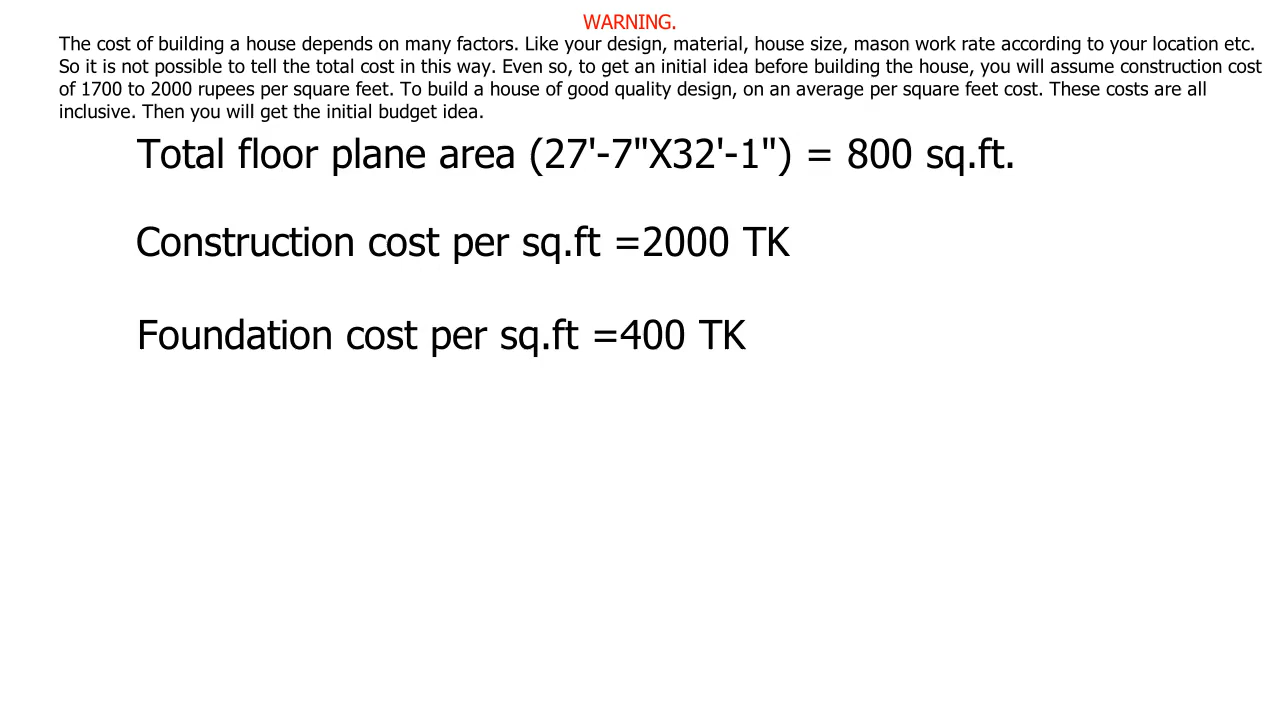 WARNING.
The cost of building a house depends on many factors. Like your design, material, house size, mason work rate according to your location etc.
So it is not possible to tell the total cost in this way. Even so, to get an initial idea before building the house, you will assume construction cost
of 1700 to 2000 rupees per square feet. To build a house of good quality design, on an average per square feet cost. These costs are all
inclusive. Then you will get the initial budget idea.
Total floor plane area (27'-7"X32'-1") = 800 sq.ft.
Construction cost per sq.ft =2000 TK
Foundation cost per sq.ft =400 TK